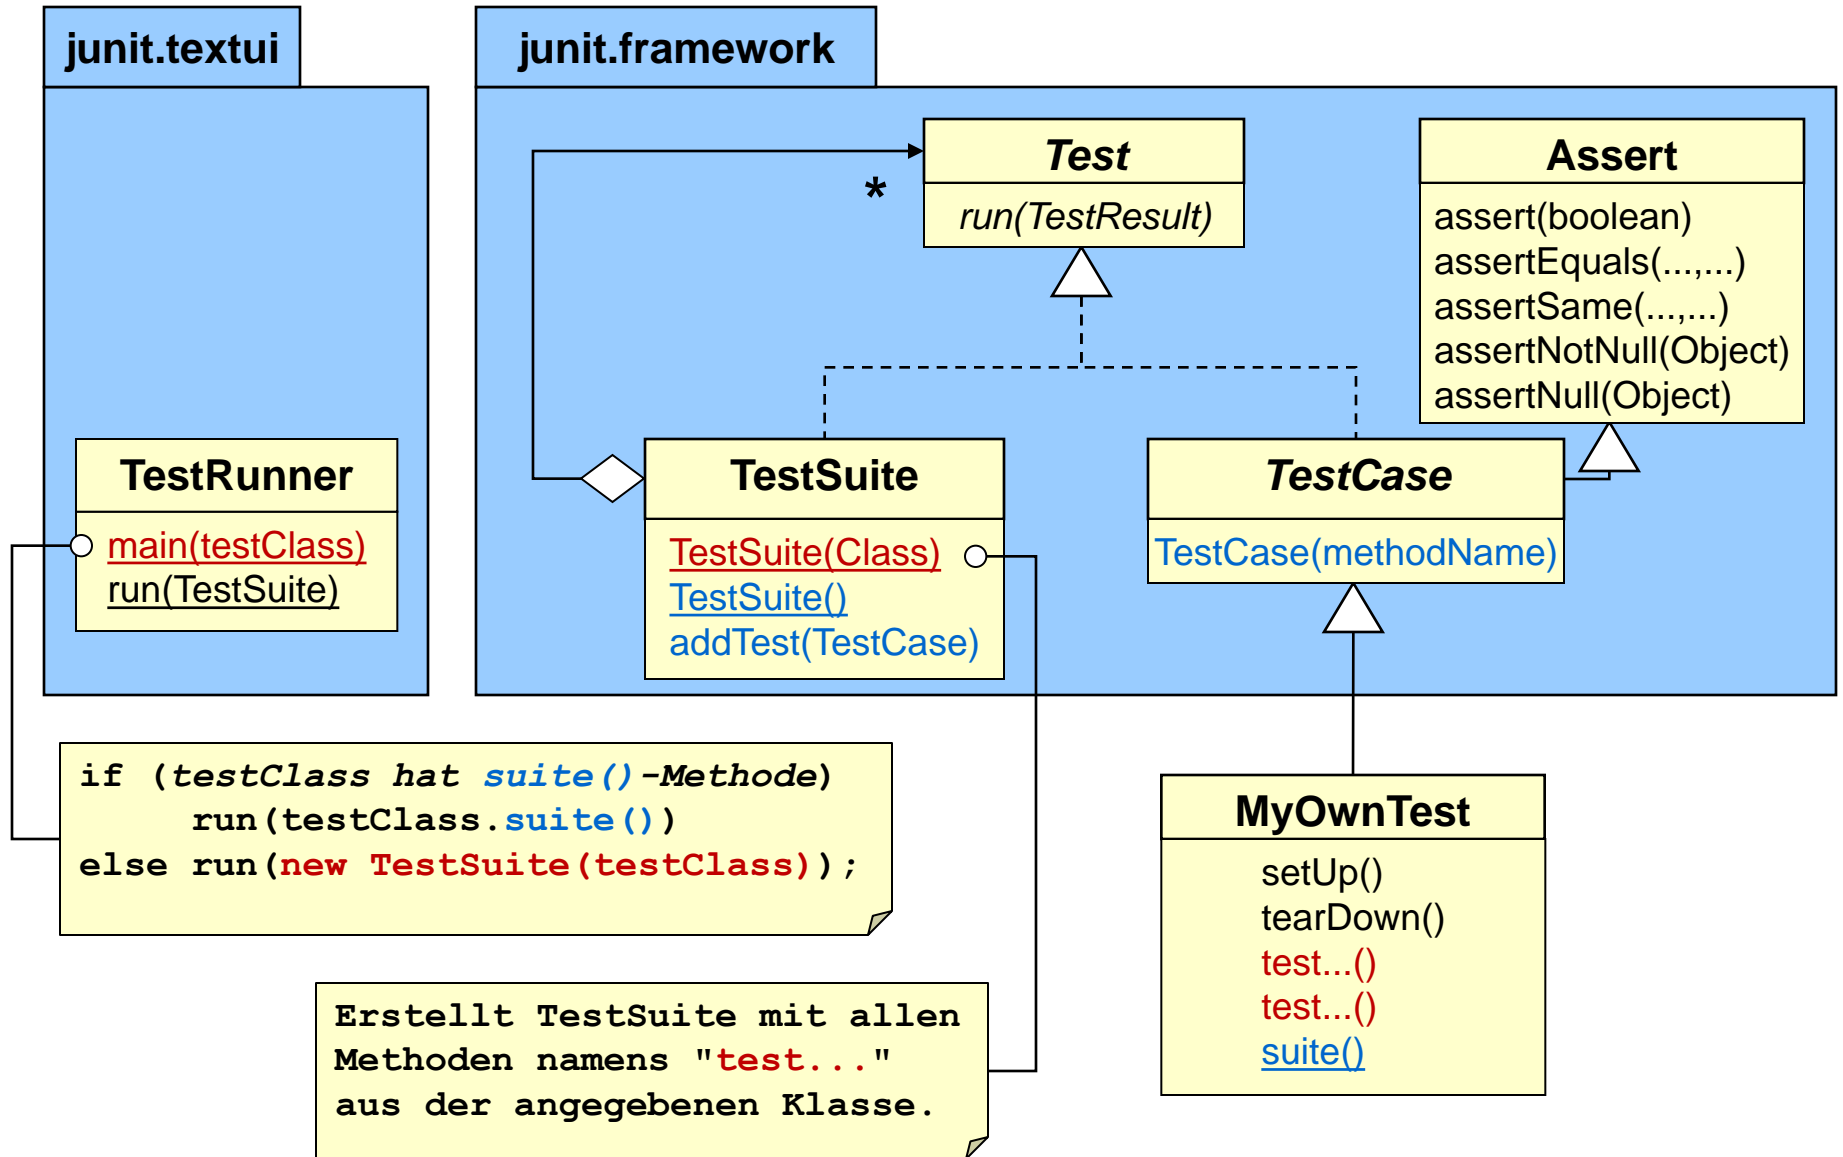 junit.textui
junit.framework
Test
*
run(TestResult)
Assert
assert(boolean)
assertEquals(...,...)
assertSame(...,...)
assertNotNull(Object)
assertNull(Object)
TestRunner
main(testClass)
run(TestSuite)
TestSuite
TestSuite(Class)
TestSuite()
addTest(TestCase)
TestCase
TestCase(methodName)
if (testClass hat suite()-Methode)
run(testClass.suite())
else run(new TestSuite(testClass));
MyOwnTest
setUp()
tearDown()
test...()
test...()
suite()
Erstellt TestSuite mit allen
Methoden namens "test..."
aus der angegebenen Klasse.